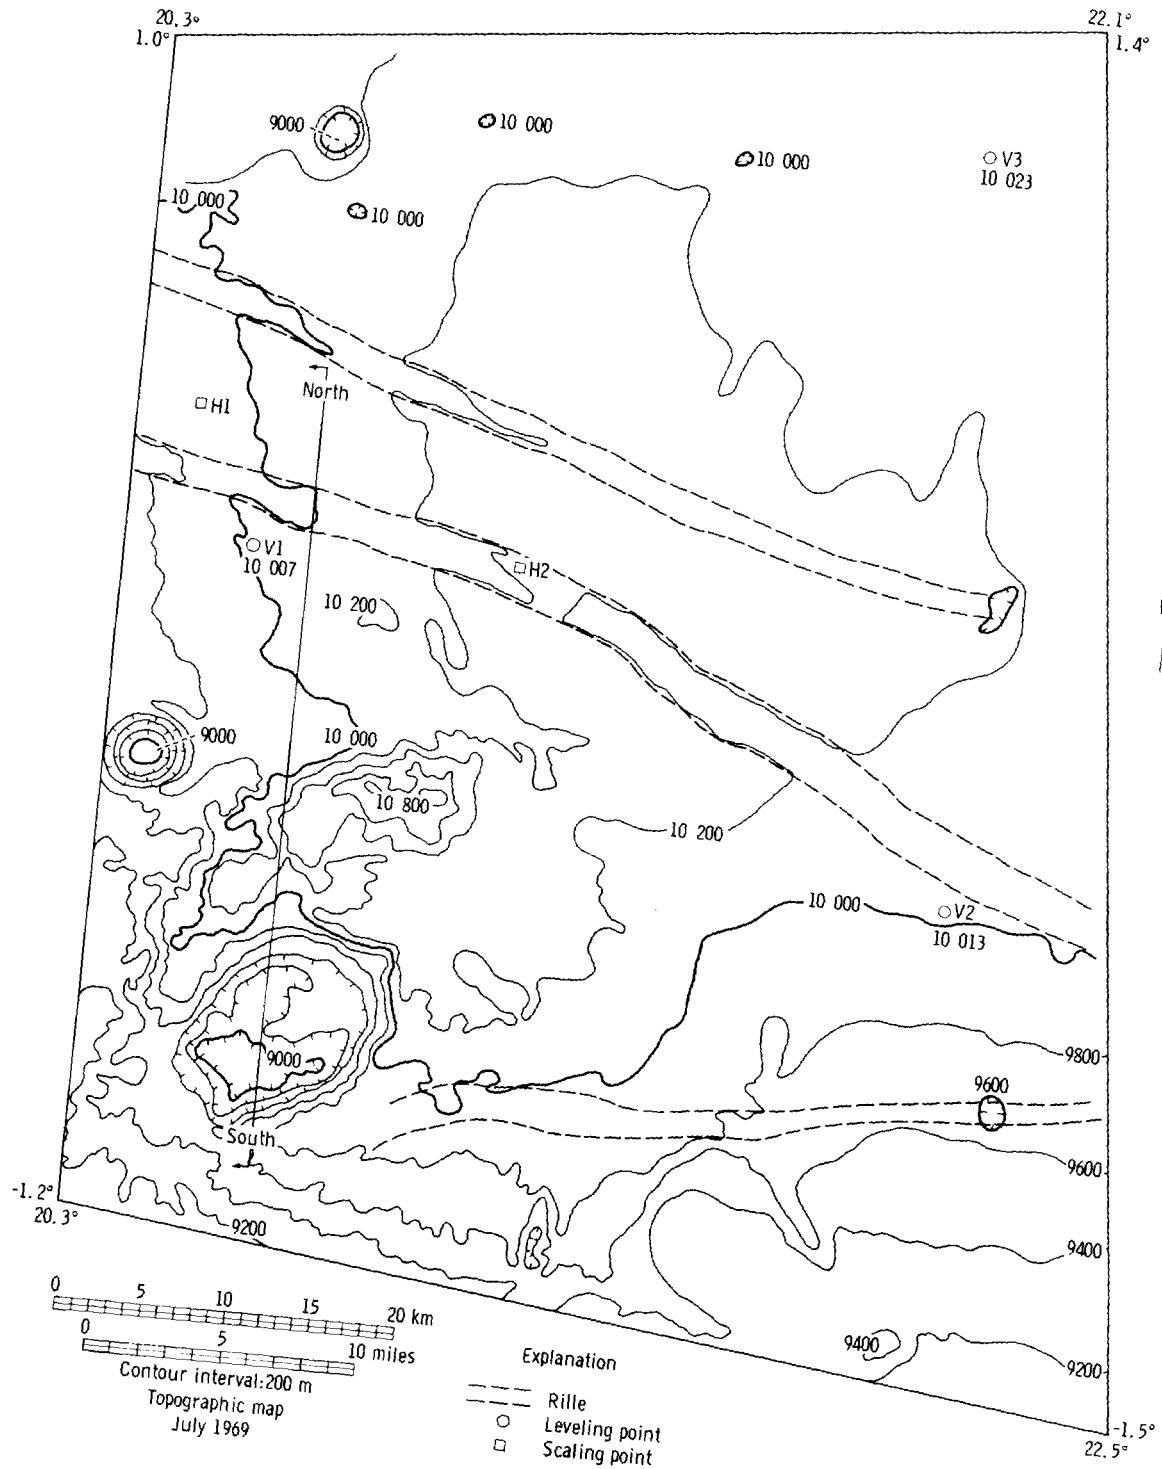 20.3°
22.1°
1.0°
1.4°
9000
10 000
10 000
V3
10 023
10 000
10 000
North
H1
V1
10 007
H2
10 200
9000
10 000
10 800
10 200
10 000
V2
10 013
9800
9000
9600
South
9600
-1.2°
20.3°
9200
9400
9400
9200
-1.5°
22.5°
0 5 10 15 20 km
0 5 10 miles
Contour interval:200 m
Topographic map
July 1969
Explanation
Rille
Leveling point
Scaling point